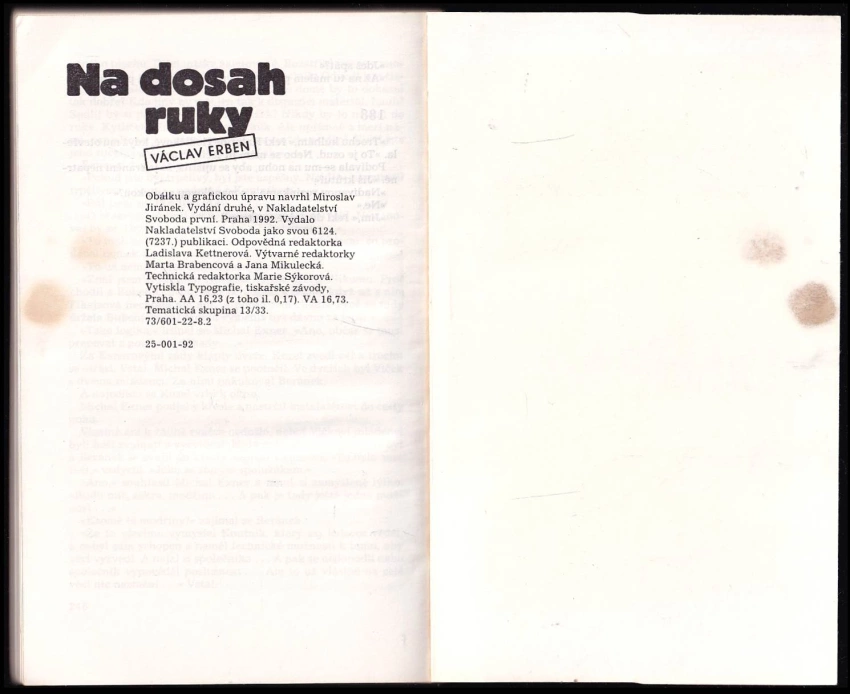 Na dosah
ruky
VÁCLAV ERBEN
Obálku a grafickou úpravu navrhl Miroslav
Jiránek. Vydání druhé, v Nakladatelství
Svoboda první. Praha 1992. Vydalo
Nakladatelství Svoboda jako svou 6124.
(7237.) publikaci. Odpovědná redaktorka
Ladislava Kettnerová. Výtvarné redaktorky
Marta Brabencová a Jana Mikulecká.
Technická redaktorka Marie Sýkorová.
Vytiskla Typografie, tiskařské závody,
Praha. AA 16,23 (z toho il. 0,17). VA 16,73.
Tematická skupina 13/33.
73/601-22-8.2
25-001-92